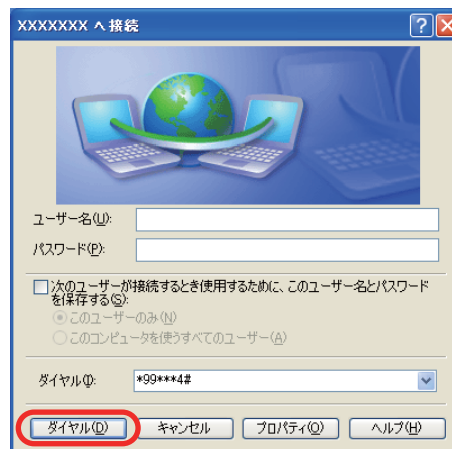 XXXXXXX へ接続
ユーザー名(U):
パスワード(P):
次のユーザーが接続するとき使用するために、このユーザー名とパスワード
を保存する(S):
このユーザーのみ(N)
このコンピュータを使うすべてのユーザー(A)
ダイヤル(I): *99***4#
ダイヤル(D) キャンセル プロパティ(O) ヘルプ(H)